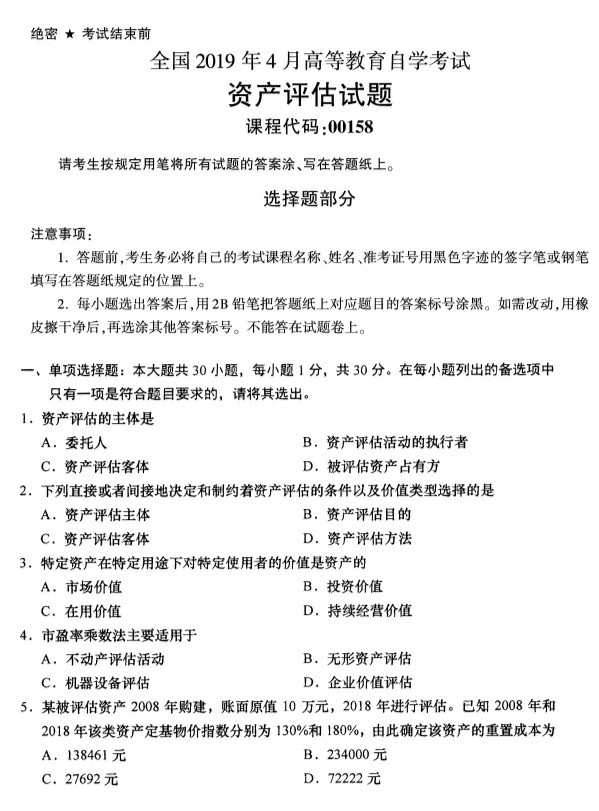 绝密 ★ 考试结束前
全国 2019 年 4 月高等教育自学考试
资产评估试题
课程代码:00158
请考生按规定用笔将所有试题的答案涂、写在答题纸上。
选择题部分
注意事项:
1. 答题前,考生务必将自己的考试课程名称、姓名、准考证号用黑色字迹的签字笔或钢笔
填写在答题纸规定的位置上。
2. 每小题选出答案后,用 2B 铅笔把答题纸上对应题目的答案标号涂黑。如需改动,用橡
皮擦干净后,再选涂其他答案标号。不能答在试题卷上。
一、单项选择题：本大题共 30 小题，每小题 1 分，共 30 分。在每小题列出的备选项中
只有一项是符合题目要求的，请将其选出。
1．资产评估的主体是
A．委托人 B．资产评估活动的执行者
C．资产评估客体 D．被评估资产占有方
2．下列直接或者间接地决定和制约着资产评估的条件以及价值类型选择的是
A．资产评估主体 B．资产评估目的
C．资产评估客体 D．资产评估方法
3．特定资产在特定用途下对特定使用者的价值是资产的
A．市场价值 B．投资价值
C．在用价值 D．持续经营价值
4．市盈率乘数法主要适用于
A．不动产评估活动 B．无形资产评估
C．机器设备评估 D．企业价值评估
5．某被评估资产 2008 年购建，账面原值 10 万元，2018 年进行评估。已知 2008 年和
2018 年该类资产定基物价指数分别为 130%和 180%，由此确定该资产的重置成本为
A．138461 元 B．234000 元
C．27692 元 D．72222 元